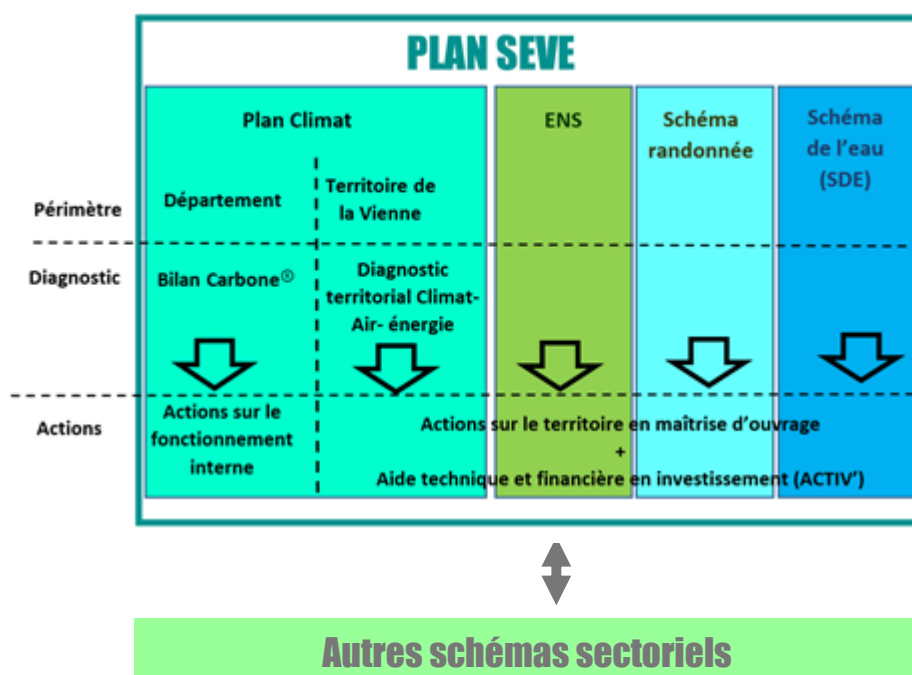 PLAN SEVE
Plan Climat
ENS
Schéma
randonnée
Schéma
de l'eau
(SDE)
Périmètre
Département
Territoire de
la Vienne
Diagnostic
Bilan Carbone®
Diagnostic
territorial Climat-
Air- énergie
Actions
Actions sur le
fonctionnement
interne
Actions sur le territoire en maîtrise d'ouvrage
+
Aide technique et financière en investissement (ACTIV')
Autres schémas sectoriels